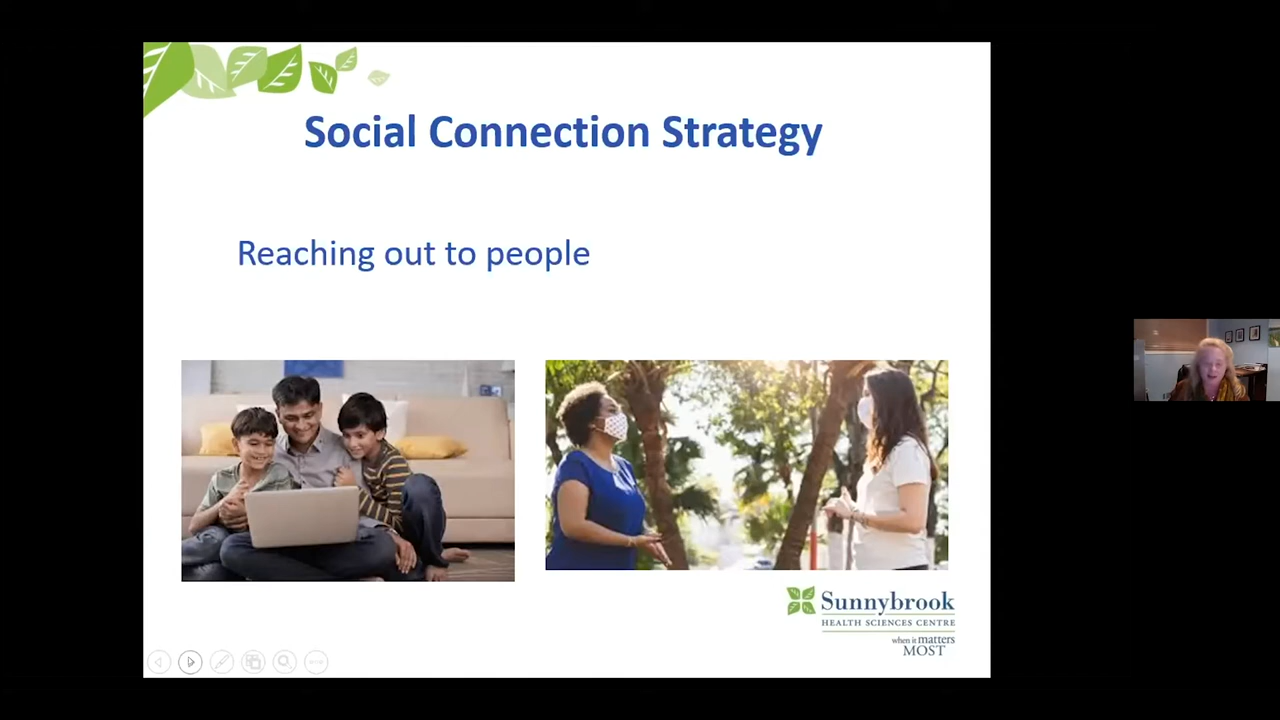 Social Connection Strategy
Reaching out to people
Sunnybrook
HEALTH SCIENCES CENTRE
when it matters
MOST